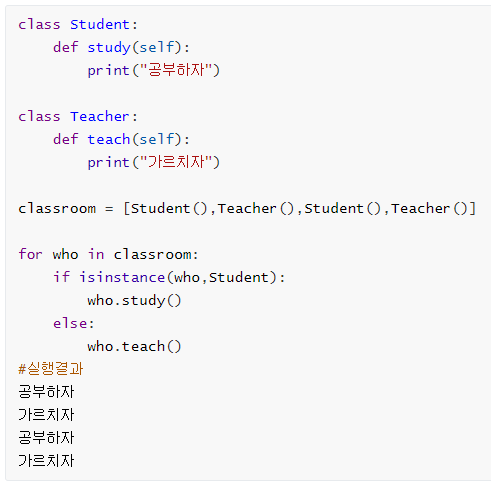 class Student:
    def study(self):
        print("공부하자")

class Teacher:
    def teach(self):
        print("가르치자")

classroom = [Student(),Teacher(),Student(),Teacher()]

for who in classroom:
    if isinstance(who,Student):
        who.study()
    else:
        who.teach()
#실행결과
공부하자
가르치자
공부하자
가르치자